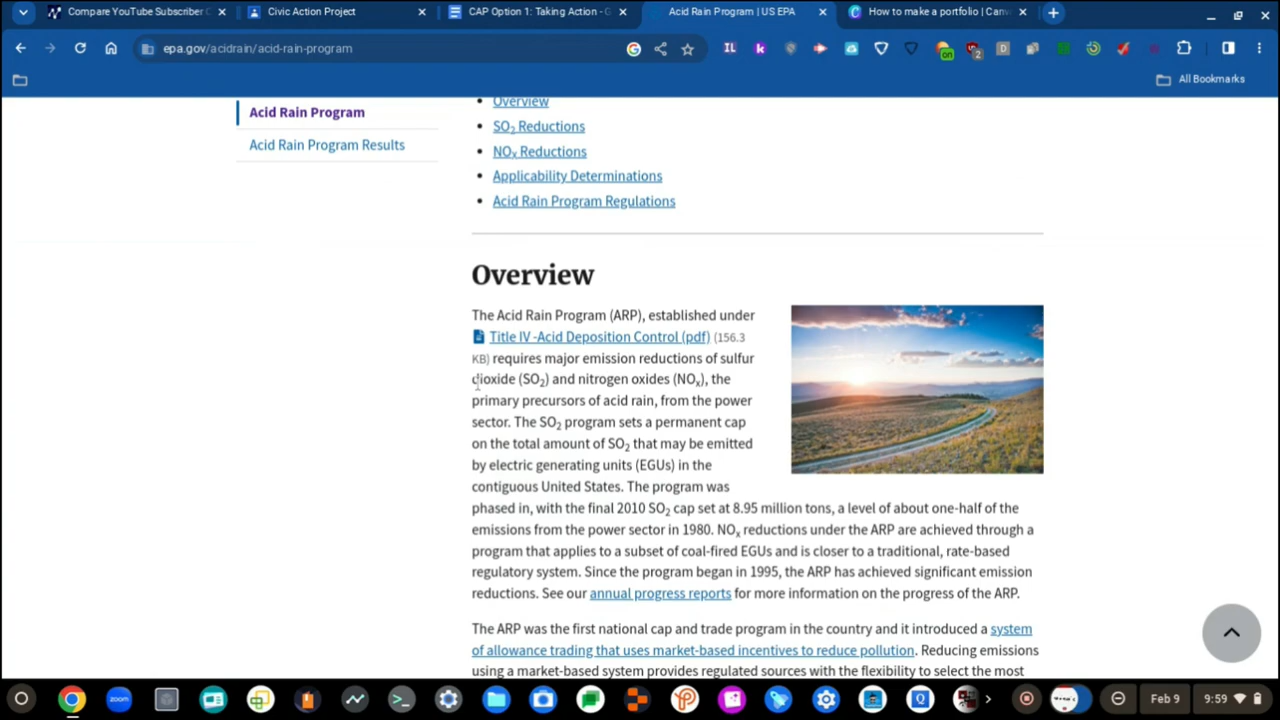 Compare YouTube Subscriber C
Civic Action Project
CAP Option 1: Taking Action - G
Acid Rain Program | US EPA
How to make a portfolio | Canv
epa.gov/acidrain/acid-rain-program
IL
k
on
2
D
All Bookmarks
Acid Rain Program
Acid Rain Program Results
Overview
SO2 Reductions
NOx Reductions
Applicability Determinations
Acid Rain Program Regulations
Overview
The Acid Rain Program (ARP), established under
Title IV -Acid Deposition Control (pdf) (156.3
KB) requires major emission reductions of sulfur
dioxide (SO2) and nitrogen oxides (NOx), the
primary precursors of acid rain, from the power
sector. The SO2 program sets a permanent cap
on the total amount of SO2 that may be emitted
by electric generating units (EGUs) in the
contiguous United States. The program was
phased in, with the final 2010 SO2 cap set at 8.95 million tons, a level of about one-half of the
emissions from the power sector in 1980. NOx reductions under the ARP are achieved through a
program that applies to a subset of coal-fired EGUs and is closer to a traditional, rate-based
regulatory system. Since the program began in 1995, the ARP has achieved significant emission
reductions. See our annual progress reports for more information on the progress of the ARP.
The ARP was the first national cap and trade program in the country and it introduced a system
of allowance trading that uses market-based incentives to reduce pollution. Reducing emissions
using a market-based system provides regulated sources with the flexibility to select the most
zoom
Feb 9
9:59